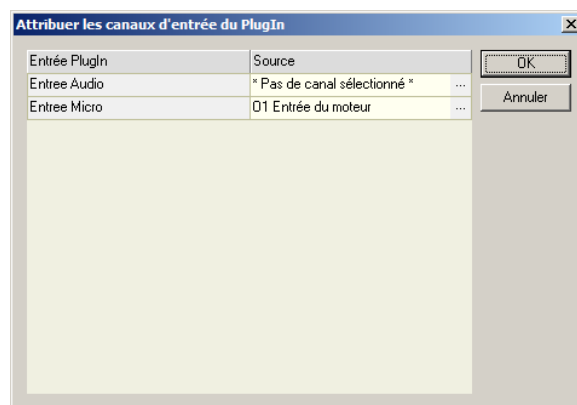 Attribuer les canaux d'entrée du PlugIn
Entrée PlugIn Source
Entree Audio * Pas de canal sélectionné * ...
Entree Micro 01 Entrée du moteur ...
OK
Annuler